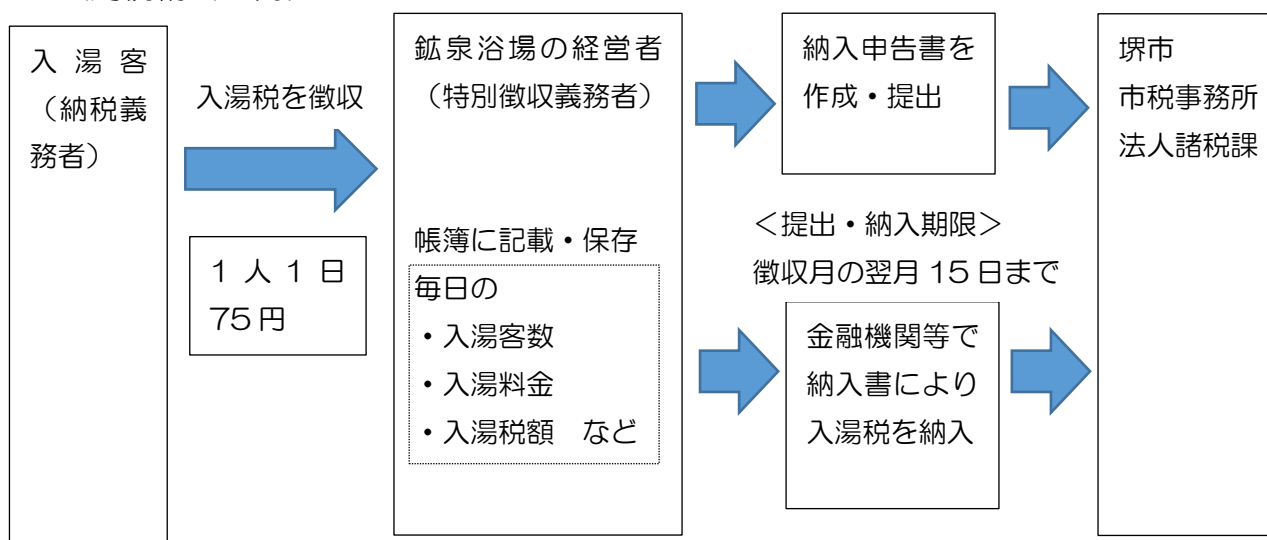 入湯客
（納税義
務者）
入湯税を徴収
１人１日
75円
鉱泉浴場の経営者
（特別徴収義務者）
帳簿に記載・保存
毎日の
・入湯客数
・入湯料金
・入湯税額　など
納入申告書を
作成・提出
＜提出・納入期限＞
徴収月の翌月 15 日まで
金融機関等で
納入書により
入湯税を納入
堺市
市税事務所
法人諸税課